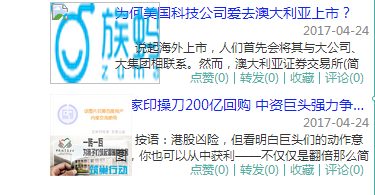 为何美国科技公司爱去澳大利亚上市？
2017-04-24
族蚂
说起海外上市，人们首先会将其与大公司、
大集团相联系。然而，澳大利亚证券交易所(简
点赞(0) | 转发(0) | 收藏 | 评论(0)
家印操刀200亿回购 中资巨头强力争...
2017-04-24
按语：港股凶险，但看明白巨头们的动作意
，你也可以从中获利——不仅仅是翻倍那么简
点赞(0) | 转发(0) | 收藏 | 评论(0)